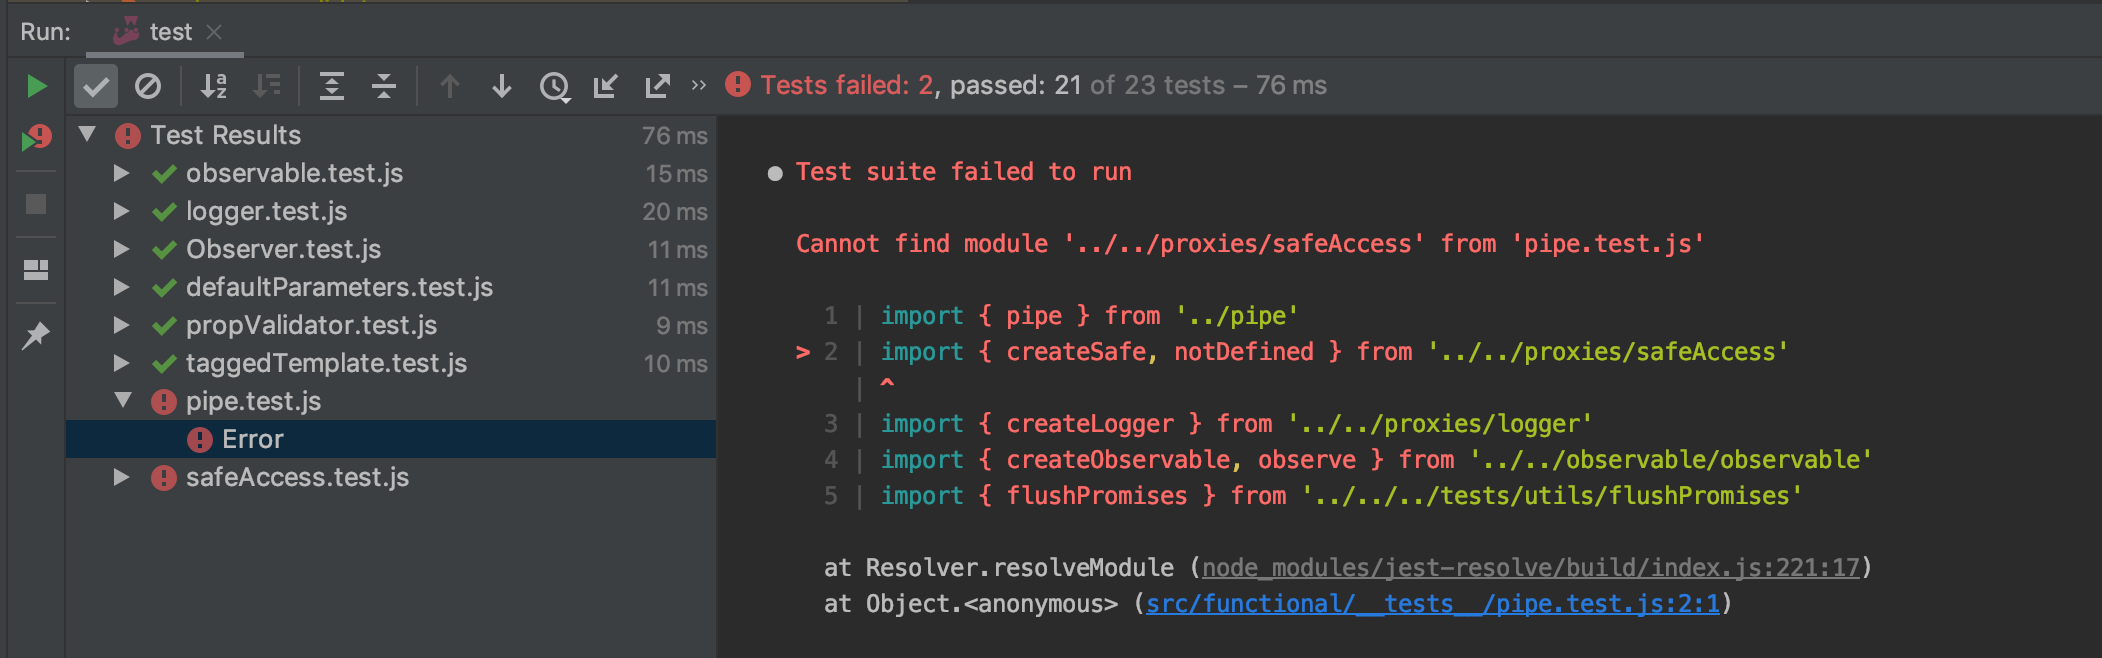 Run: test
Tests failed: 2, passed: 21 of 23 tests – 76 ms
Test Results 76 ms
observable.test.js 15 ms
logger.test.js 20 ms
Observer.test.js 11 ms
defaultParameters.test.js 11 ms
propValidator.test.js 9 ms
taggedTemplate.test.js 10 ms
pipe.test.js
Error
safeAccess.test.js
● Test suite failed to run
Cannot find module '../../proxies/safeAccess' from 'pipe.test.js'
1 | import { pipe } from '../pipe'
> 2 | import { createSafe, notDefined } from '../../proxies/safeAccess'
| ^
3 | import { createLogger } from '../../proxies/logger'
4 | import { createObservable, observe } from '../../observable/observable'
5 | import { flushPromises } from '../../../tests/utils/flushPromises'
at Resolver.resolveModule (node_modules/jest-resolve/build/index.js:221:17)
at Object.<anonymous> (src/functional/__tests__/pipe.test.js:2:1)